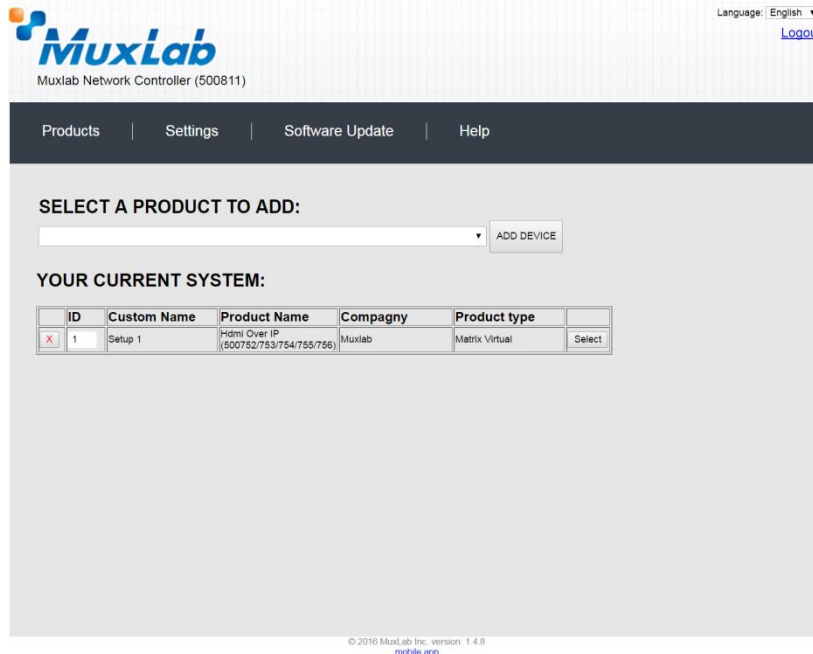 Language: English
Logou
MuxLab
Muxlab Network Controller (500811)
Products | Settings | Software Update | Help
SELECT A PRODUCT TO ADD:
ADD DEVICE
YOUR CURRENT SYSTEM:
ID Custom Name Product Name Compagny Product type
X 1 Setup 1 Hdmi Over IP (500752/753/754/755/756) Muxlab Matrix Virtual Select
© 2016 MuxLab Inc. version: 1.4.8
mobile app